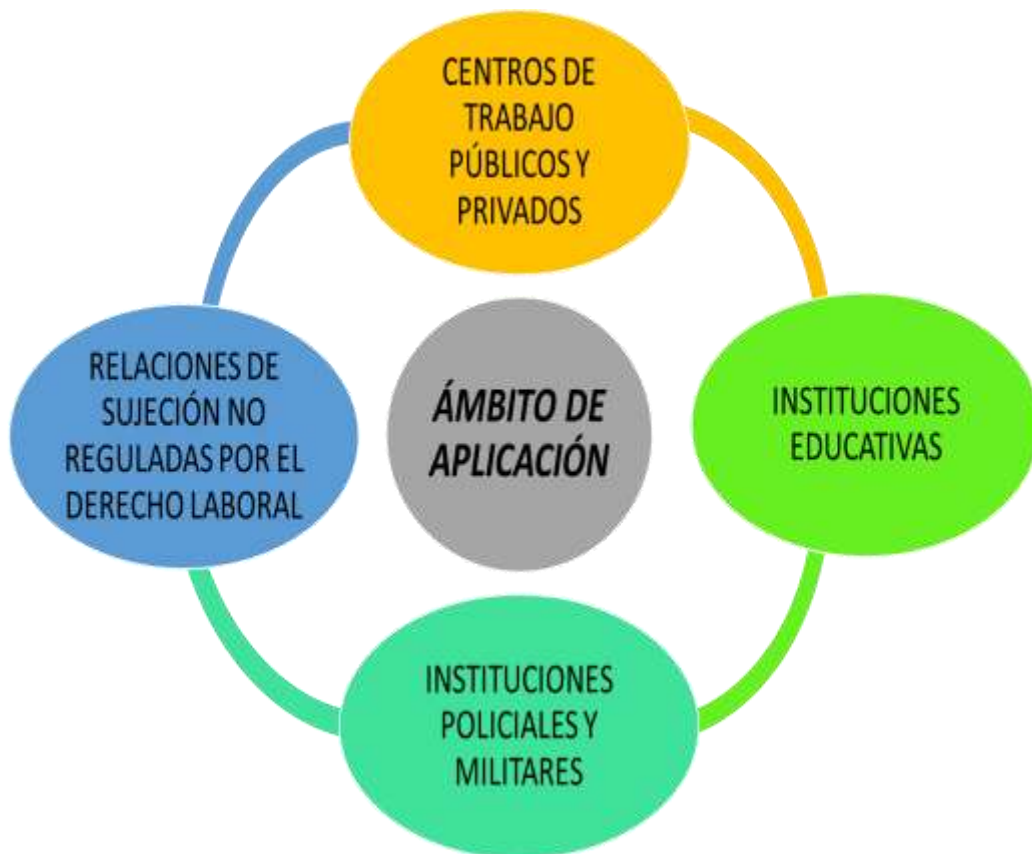 CENTROS DE
TRABAJO
PÚBLICOS Y
PRIVADOS
RELACIONES DE
SUJECIÓN NO
REGULADAS POR EL
DERECHO LABORAL
ÁMBITO DE
APLICACIÓN
INSTITUCIONES
EDUCATIVAS
INSTITUCIONES
POLICIALES Y
MILITARES